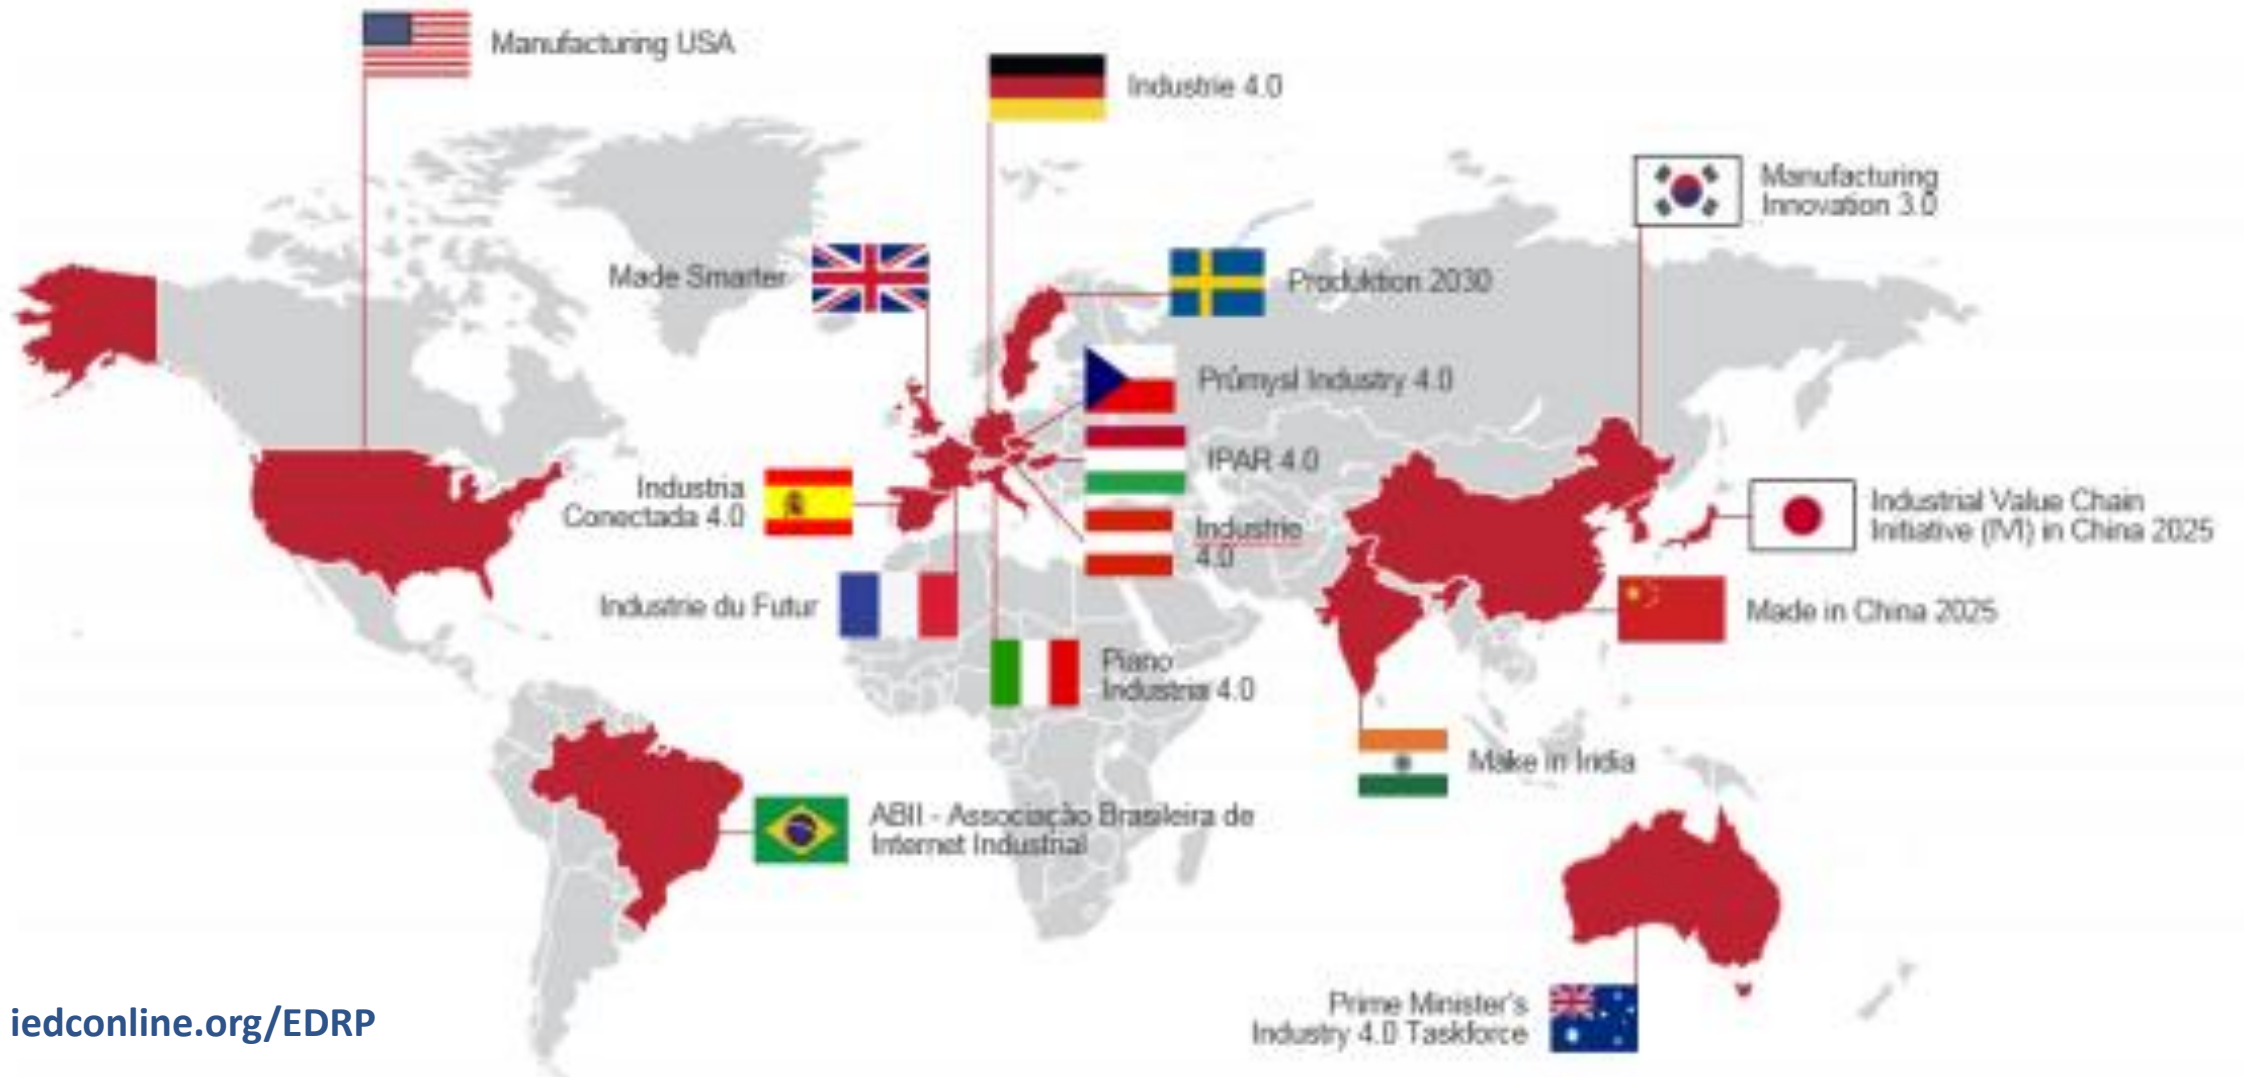 Manufacturing USA
Industrie 4.0
Manufacturing
Innovation 3.0
Made Smarter
Produktion 2030
Průmysl Industry 4.0
IPAR 4.0
Industria
Conectada 4.0
Industrie
4.0
Industrial Value Chain
Initiative (IVI) in China 2025
Industrie du Futur
Made in China 2025
Piano
Industria 4.0
Make in India
ABII - Associação Brasileira de
Internet Industrial
Prime Minister's
Industry 4.0 Taskforce
iedconline.org/EDRP